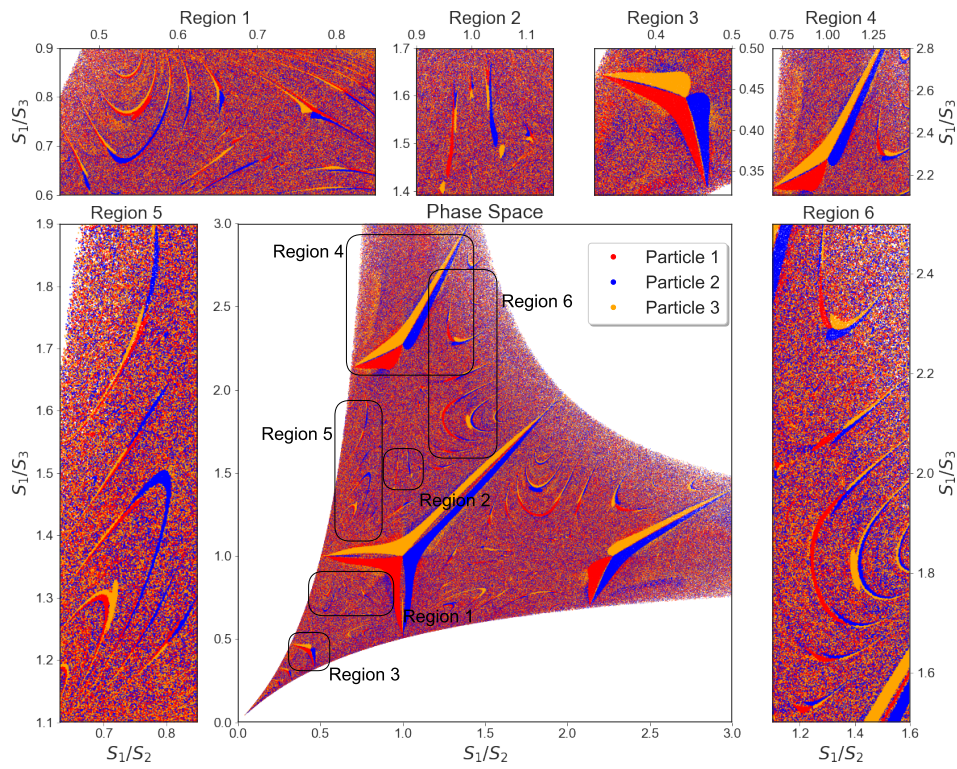 Region 1
Region 2
Region 3
Region 4
0.5 0.6 0.7 0.8
1.0 1.1
0.4 0.5
0.75 1.00 1.25
0.9
0.8
0.7
0.6
S1/S3
1.7
1.6
1.5
1.4
0.50
0.45
0.40
0.35
2.8
2.6
2.4
2.2
S1/S3
Region 5
Phase Space
Region 6
1.9
1.8
1.7
1.6
1.5
1.4
1.3
1.2
1.1
S1/S3
0.7 0.8
S1/S2
3.0
2.5
2.0
1.5
1.0
0.5
0.0
Region 4
Region 6
Region 5
Region 2
Region 1
Region 3
Particle 1
Particle 2
Particle 3
0.0 0.5 1.0 1.5 2.0 2.5 3.0
S1/S2
2.4
2.2
2.0
1.8
1.6
S1/S3
1.2 1.4 1.6
S1/S2